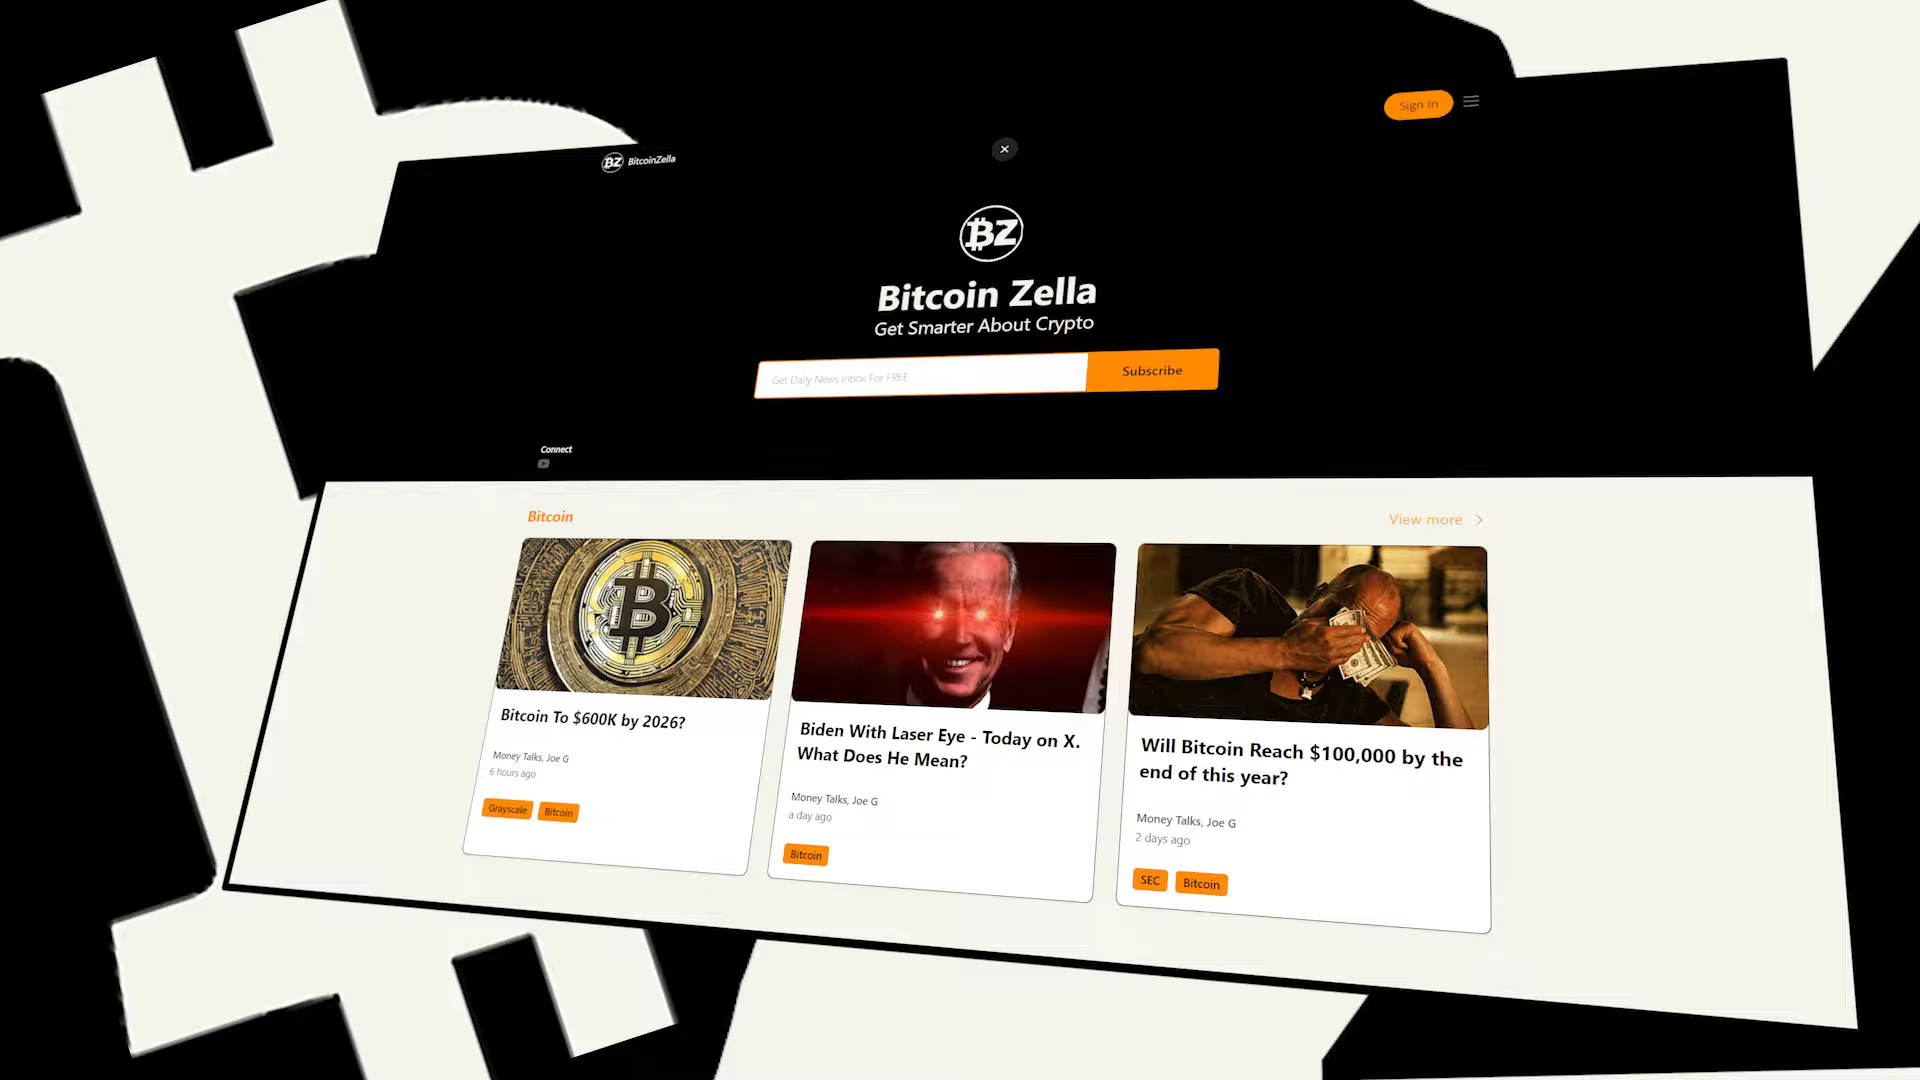 Sign In
BZ BitcoinZella
BZ
Bitcoin Zella
Get Smarter About Crypto
Get Daily News Inbox For FREE
Subscribe
Connect
Bitcoin
View more
Bitcoin To $600K by 2026?
Money Talks, Joe G
6 hours ago
Grayscale
Bitcoin
Biden With Laser Eye - Today on X.
What Does He Mean?
Money Talks, Joe G
a day ago
Bitcoin
Will Bitcoin Reach $100,000 by the
end of this year?
Money Talks, Joe G
2 days ago
SEC
Bitcoin